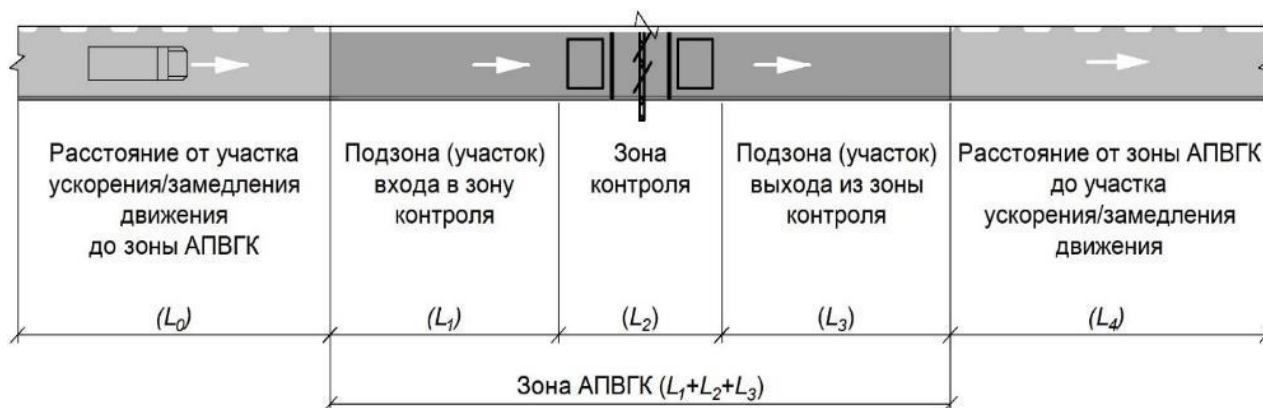 Расстояние от участка
ускорения/замедления
движения
до зоны АПВГК
Подзона (участок)
входа в зону
контроля
Зона
контроля
Подзона (участок)
выхода из зоны
контроля
Расстояние от зоны АПВГК
до участка
ускорения/замедления
движения
(L₀)
(L₁)
(L₂)
(L₃)
(L₄)
Зона АПВГК (L₁+L₂+L₃)